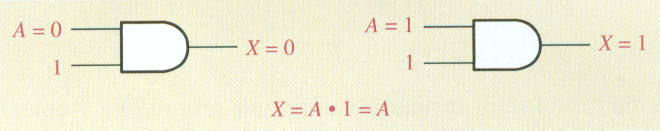 A = 0
1
X = 0
A = 1
1
X = 1
X = A • 1 = A